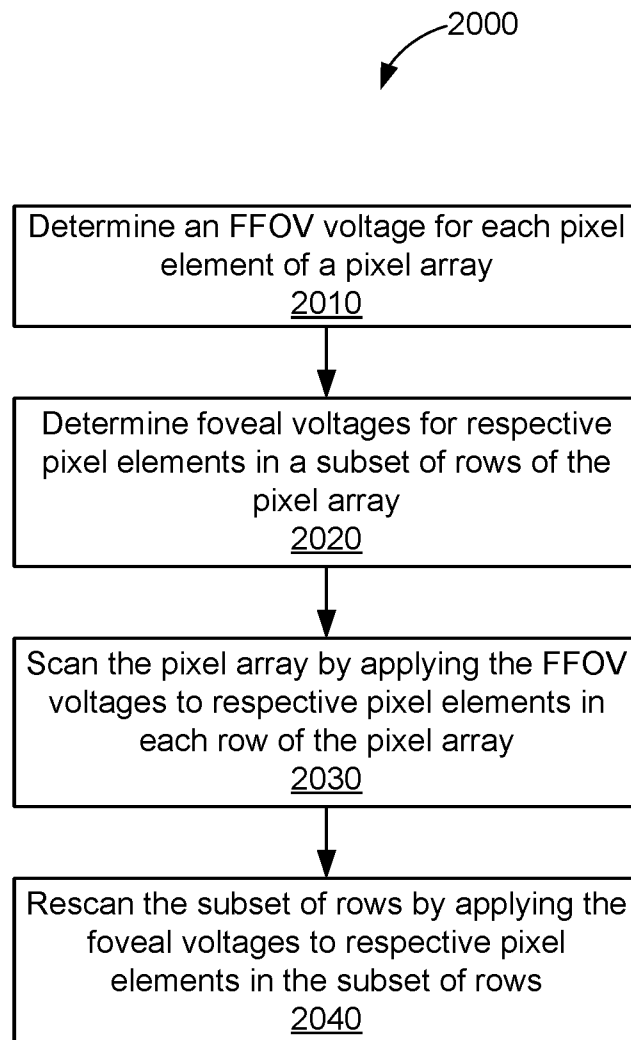 2000
Determine an FFOV voltage for each pixel
element of a pixel array
2010
Determine foveal voltages for respective
pixel elements in a subset of rows of the
pixel array
2020
Scan the pixel array by applying the FFOV
voltages to respective pixel elements in
each row of the pixel array
2030
Rescan the subset of rows by applying the
foveal voltages to respective pixel
elements in the subset of rows
2040